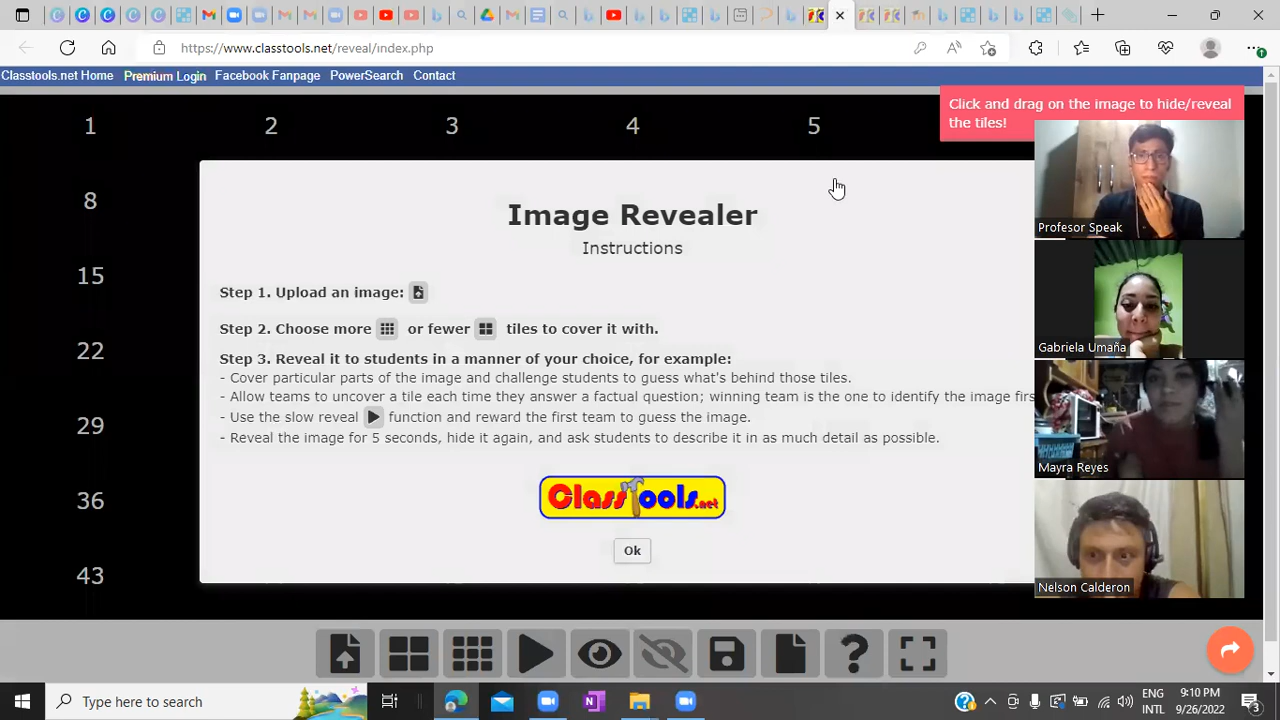 https://www.classtools.net/reveal/index.php
Classtools.net Home Premium Login Facebook Fanpage PowerSearch Contact
1 2 3 4 5
Click and drag on the image to hide/reveal
the tiles!
8
15
22
29
36
43
Image Revealer
Instructions
Step 1. Upload an image:
Step 2. Choose more or fewer tiles to cover it with.
Step 3. Reveal it to students in a manner of your choice, for example:
- Cover particular parts of the image and challenge students to guess what's behind those tiles.
- Allow teams to uncover a tile each time they answer a factual question; winning team is the one to identify the image firs
- Use the slow reveal function and reward the first team to guess the image.
- Reveal the image for 5 seconds, hide it again, and ask students to describe it in as much detail as possible.
ClassTools.net
Ok
Profesor Speak
Gabriela Umaña
Mayra Reyes
Nelson Calderon
Type here to search
ENG
INTL
9:10 PM
9/26/2022
3